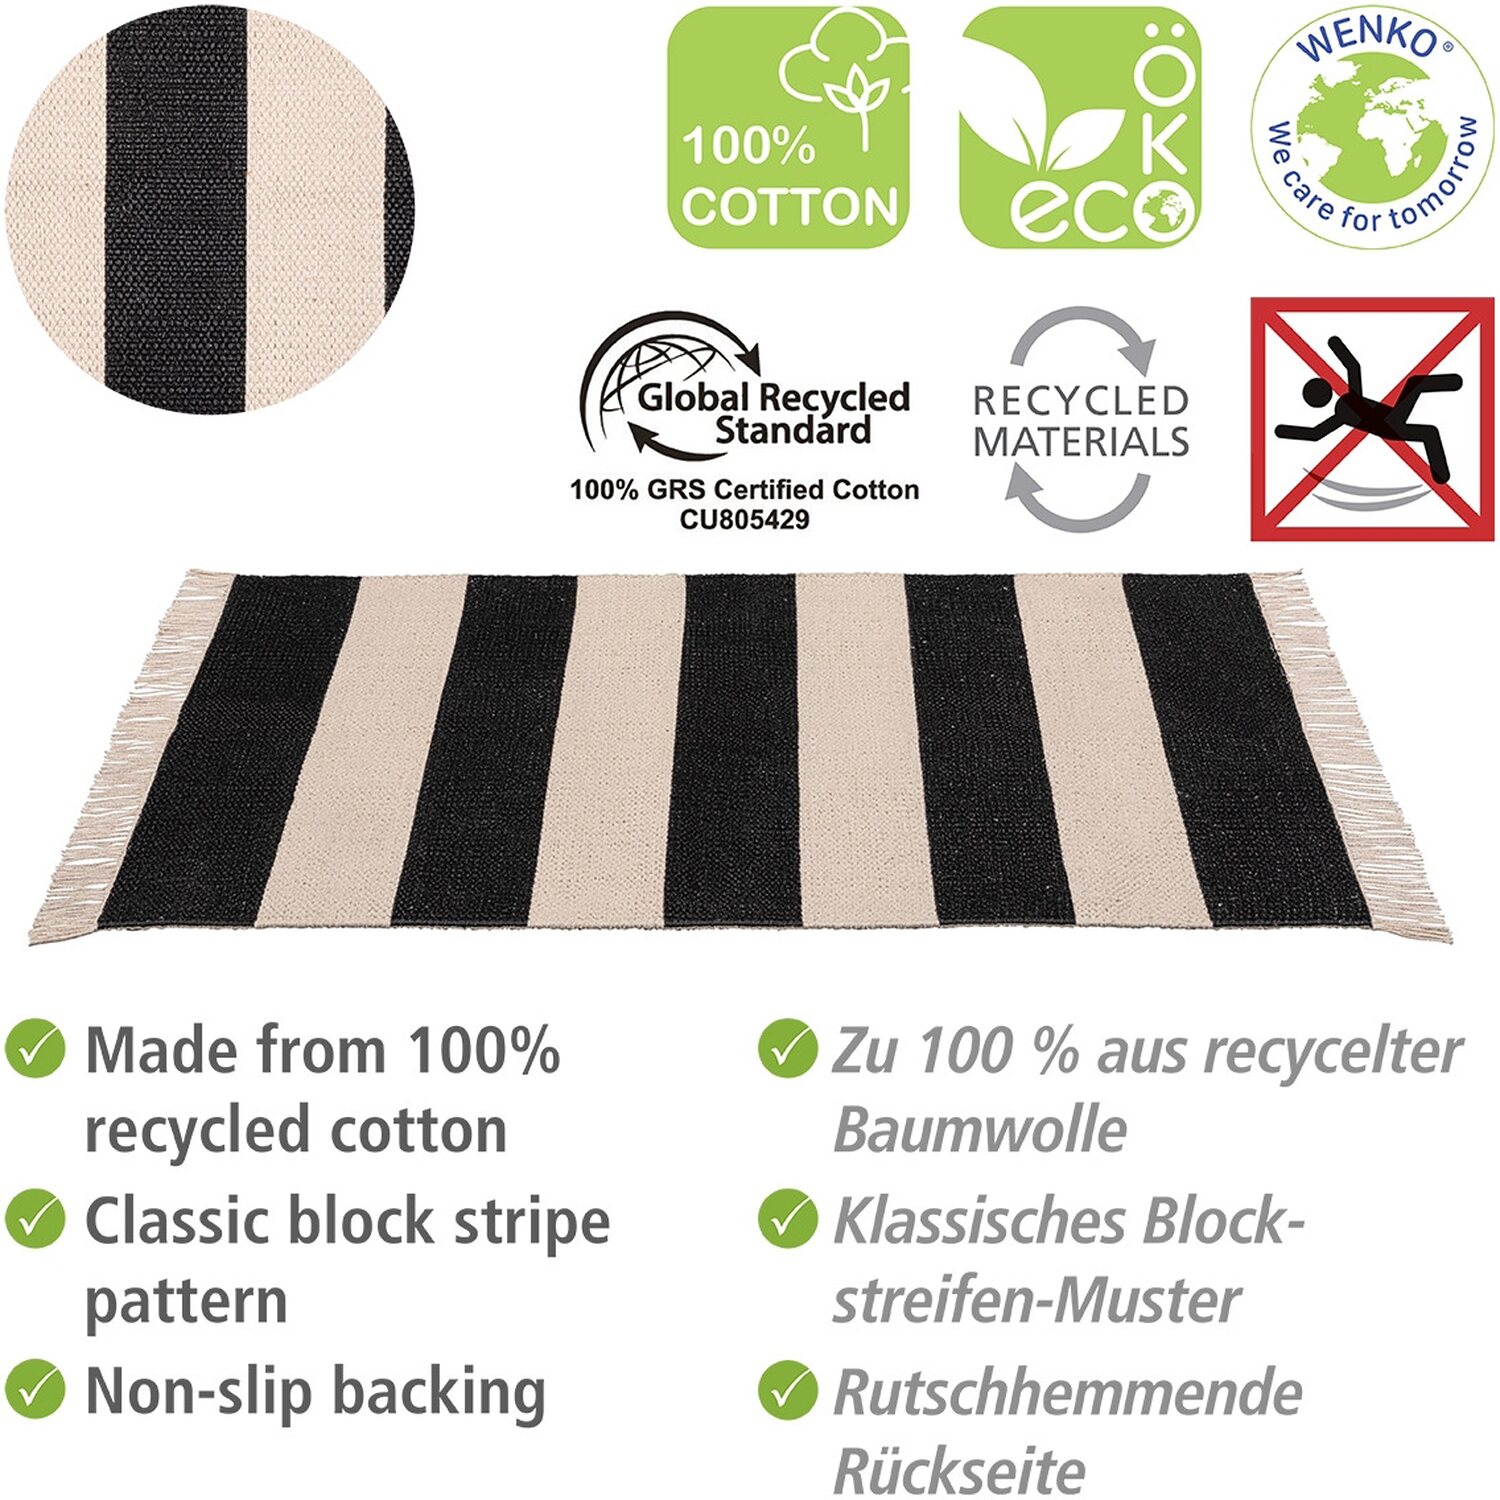 100%
COTTON
ÖKO
eco
WENKO®
We care for tomorrow
Global Recycled
Standard
100% GRS Certified Cotton
CU805429
RECYCLED
MATERIALS
Made from 100%
recycled cotton
Classic block stripe
pattern
Non-slip backing
Zu 100 % aus recycelter
Baumwolle
Klassisches Block-
streifen-Muster
Rutschhemmende
Rückseite